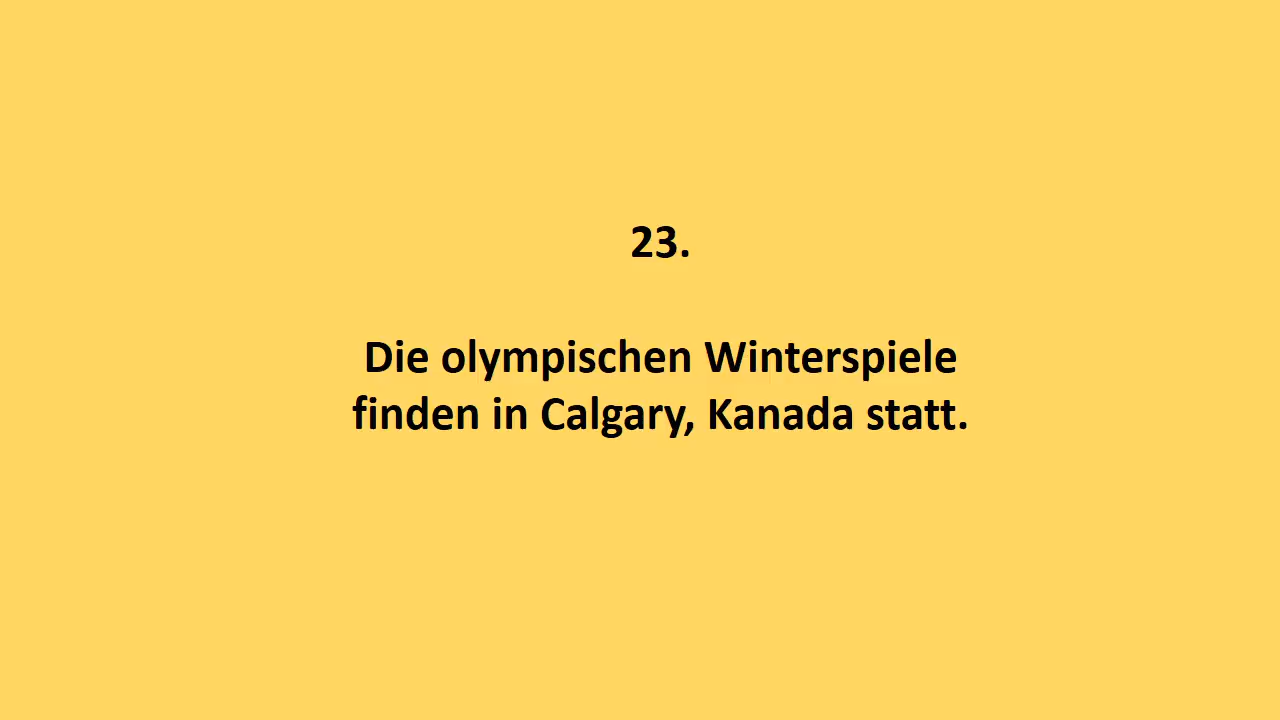 23.
Die olympischen Winterspiele
finden in Calgary, Kanada statt.